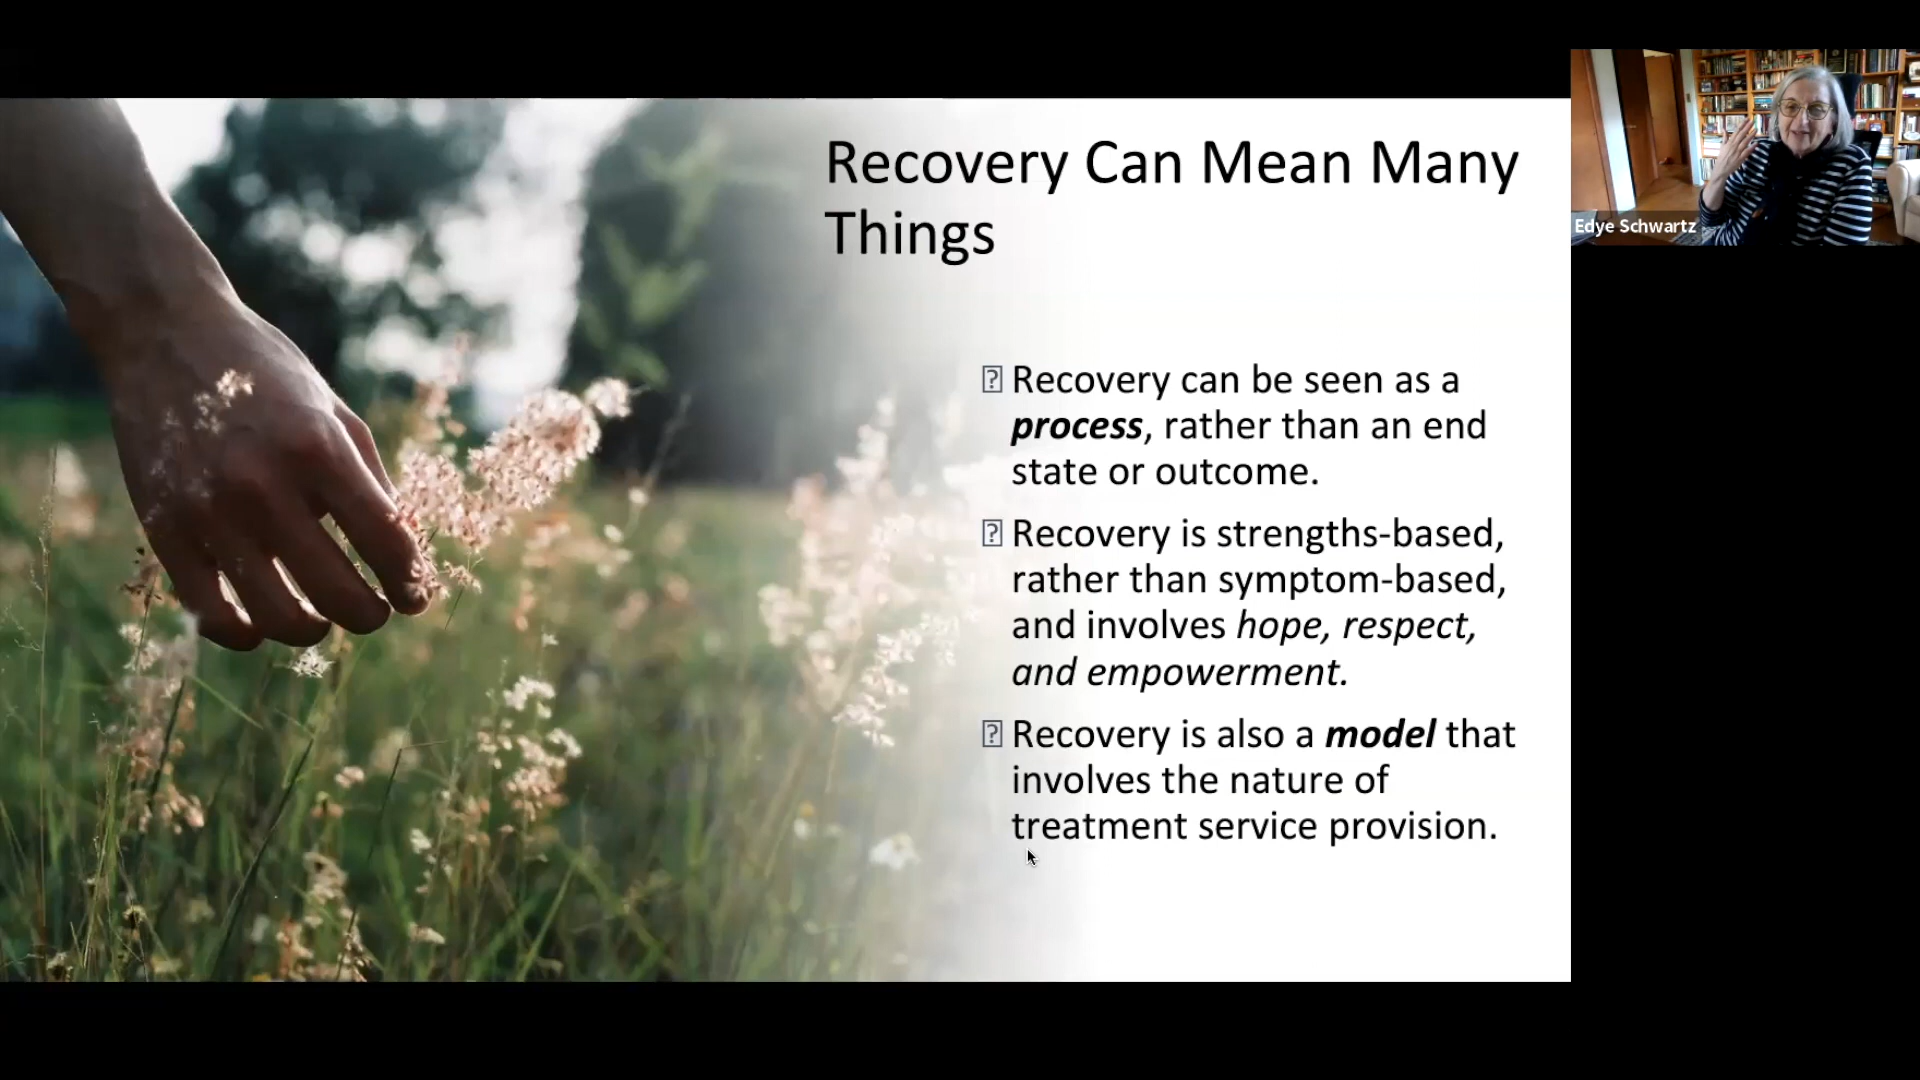 Recovery Can Mean Many
Things
Recovery can be seen as a
process, rather than an end
state or outcome.
Recovery is strengths-based,
rather than symptom-based,
and involves hope, respect,
and empowerment.
Recovery is also a model that
involves the nature of
treatment service provision.
Edye Schwartz